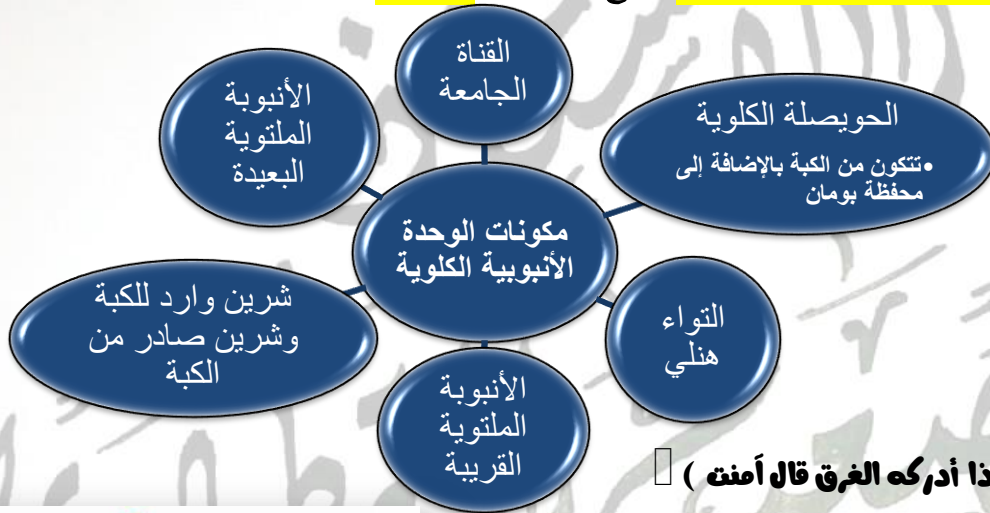 القناة
الجامعة
الحويصلة الكلوية
•تتكون من الكبة بالإضافة إلى
محفظة بومان
الأنبوبة
الملتوية
البعيدة
مكونات الوحدة
الأنبوبية الكلوية
التواء
هنلي
شرين وارد للكبة
وشرين صادر من
الكبة
الأنبوبة
الملتوية
القريبة
ذا أدركه الغرق قال آمنت )